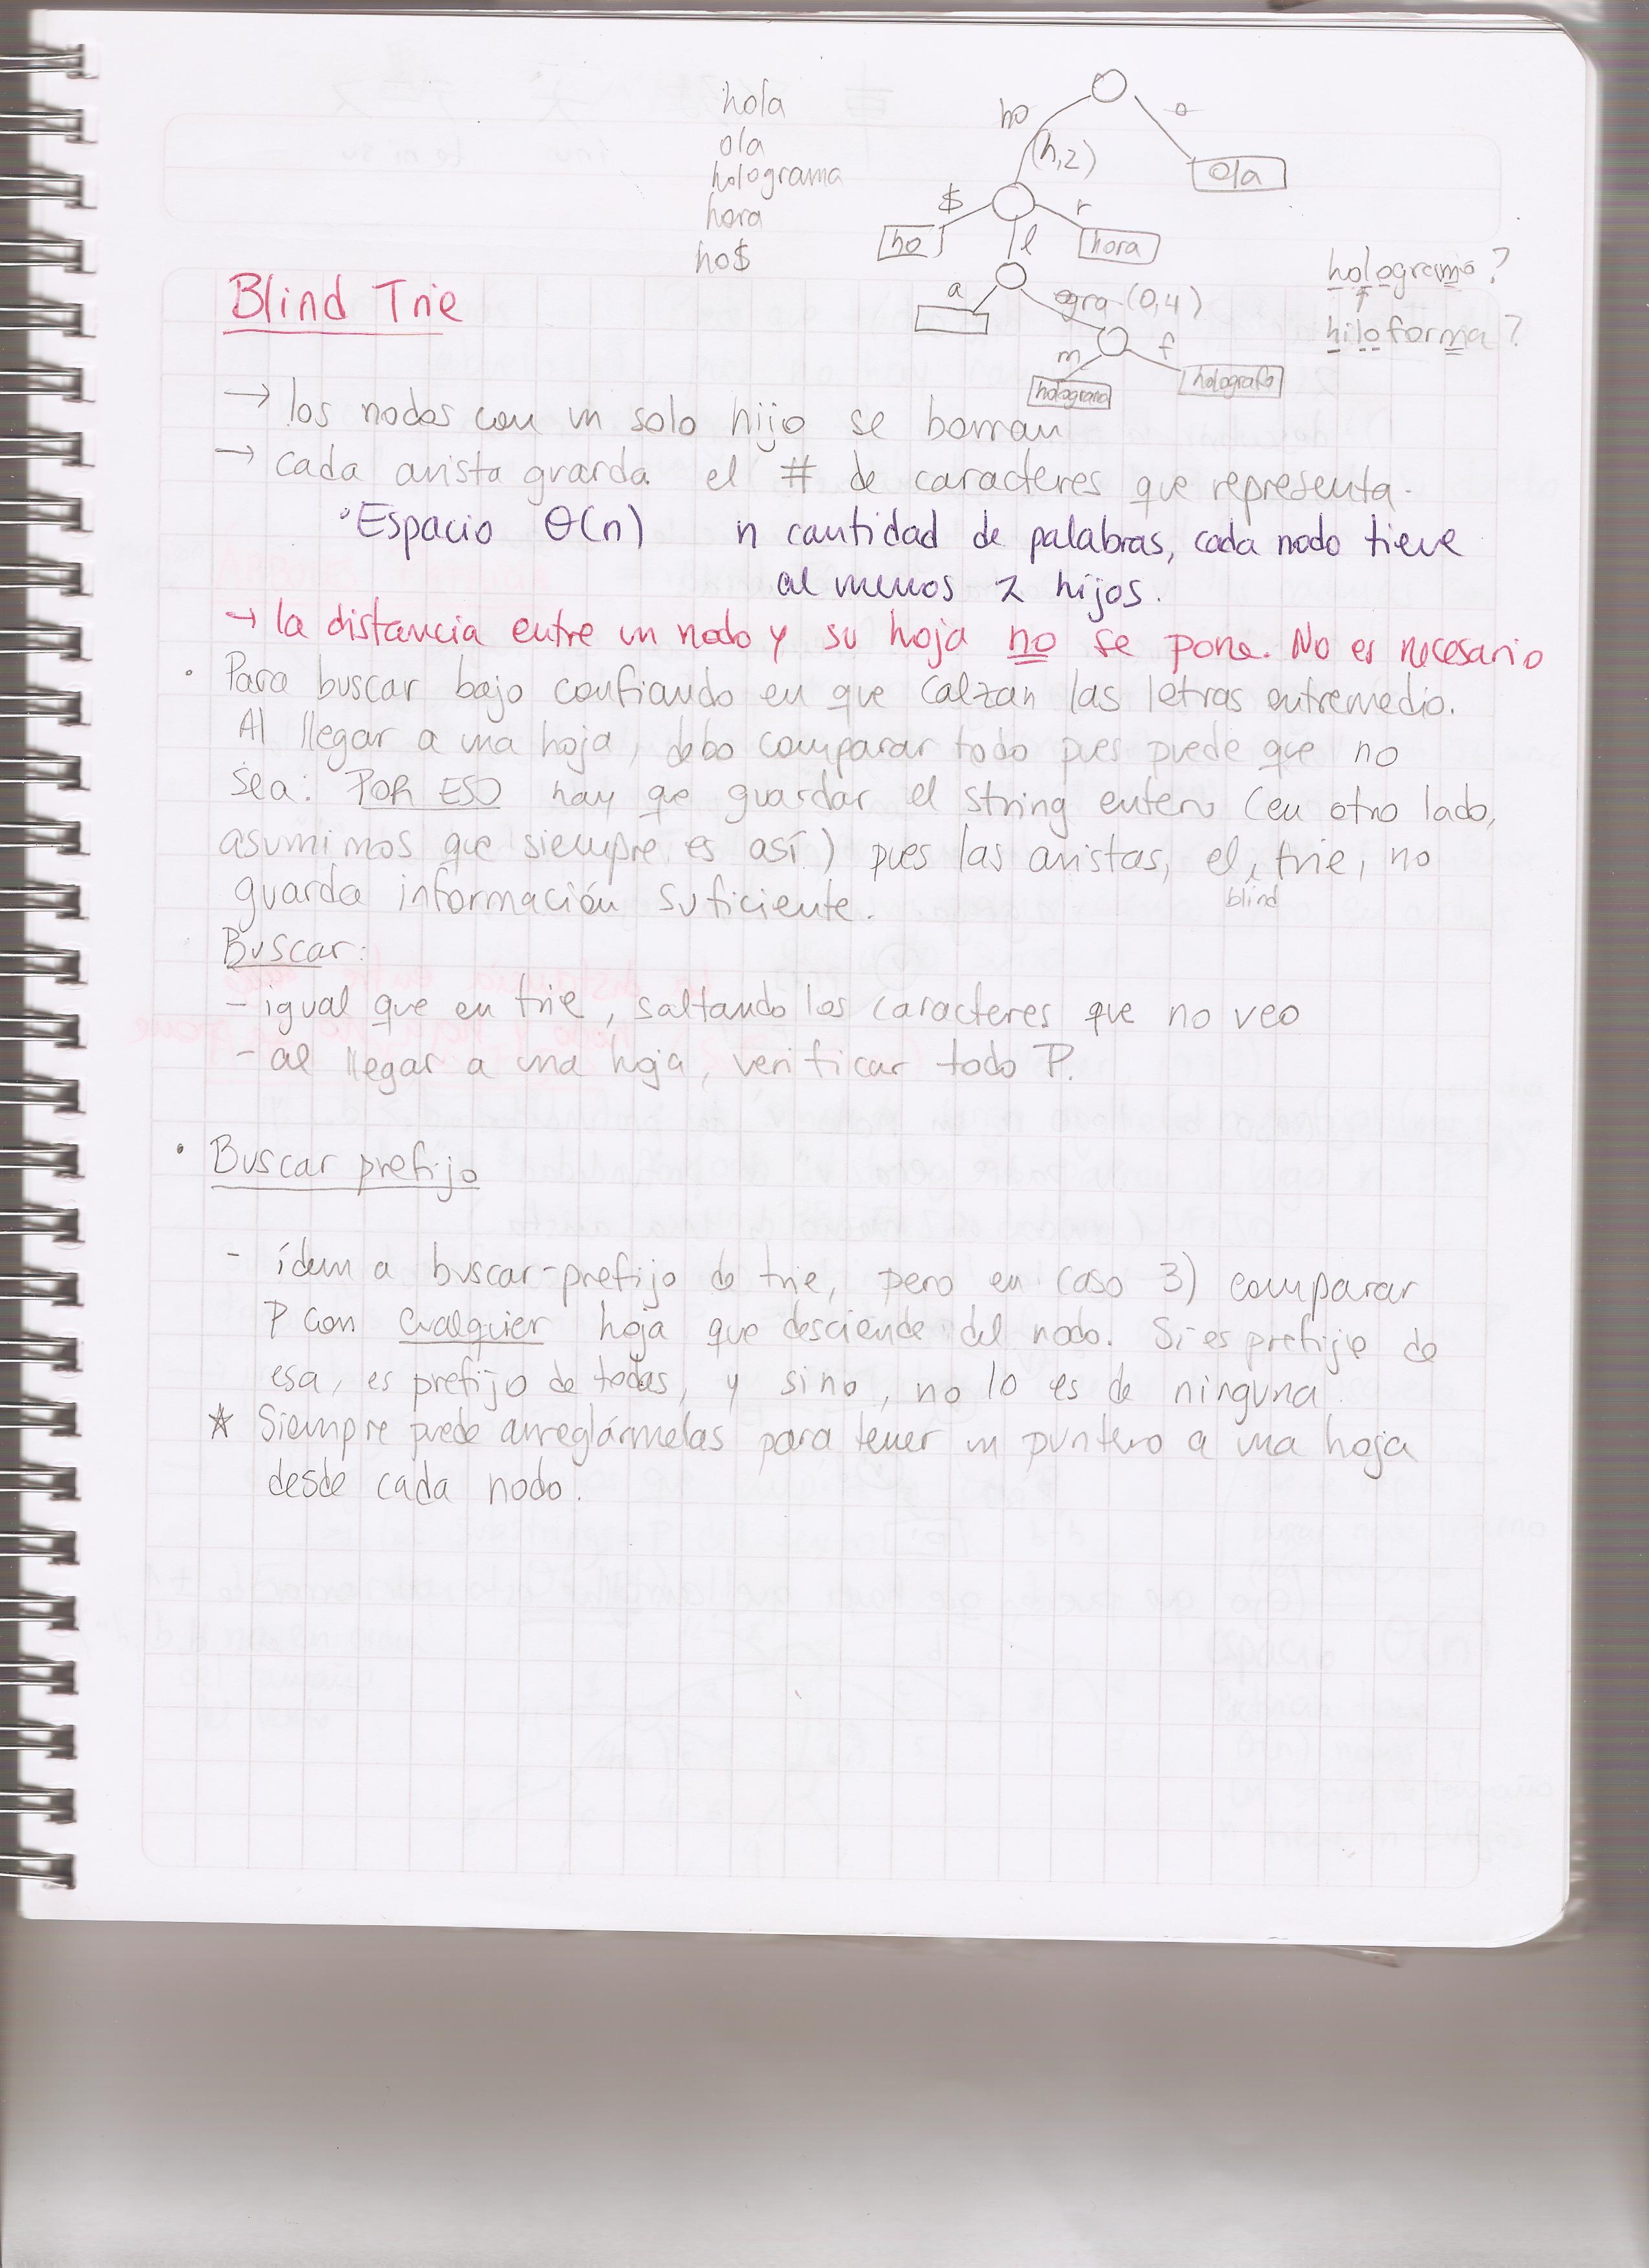 hola
ola
holograma
hora
ho$
ho
o
(h,2)
ola
$
r
ho
l
hora
a
ogra (o,4)
m
f
holograma
holografo
hologramo?
hiloforma?
Blind Trie
→ los nodos con un solo hijo se borran
→ cada arista guarda el # de caracteres que representa.
· Espacio Θ(n) n cantidad de palabras, cada nodo tiene
al menos 2 hijos.
→ la distancia entre un nodo y su hoja no se pone. No es necesario
· Para buscar bajo confiando en que calzan las letras entremedio.
Al llegar a una hoja, debo comparar todo pues puede que no
sea: POR ESO hay que guardar el string entero (en otro lado,
asumimos que siempre es así) pues las aristas, el blind trie, no
guarda información suficiente.
Buscar:
- igual que en trie, saltando los caracteres que no veo
- al llegar a una hoja, verificar todo P.
· Buscar prefijo
- ídem a buscar-prefijo de trie, pero en caso 3) comparar
P con cualquier hoja que desciende del nodo. Si es prefijo de
esa, es prefijo de todas, y sino, no lo es de ninguna
☆ Siempre puedo arreglármelas para tener un puntero a una hoja
desde cada nodo.